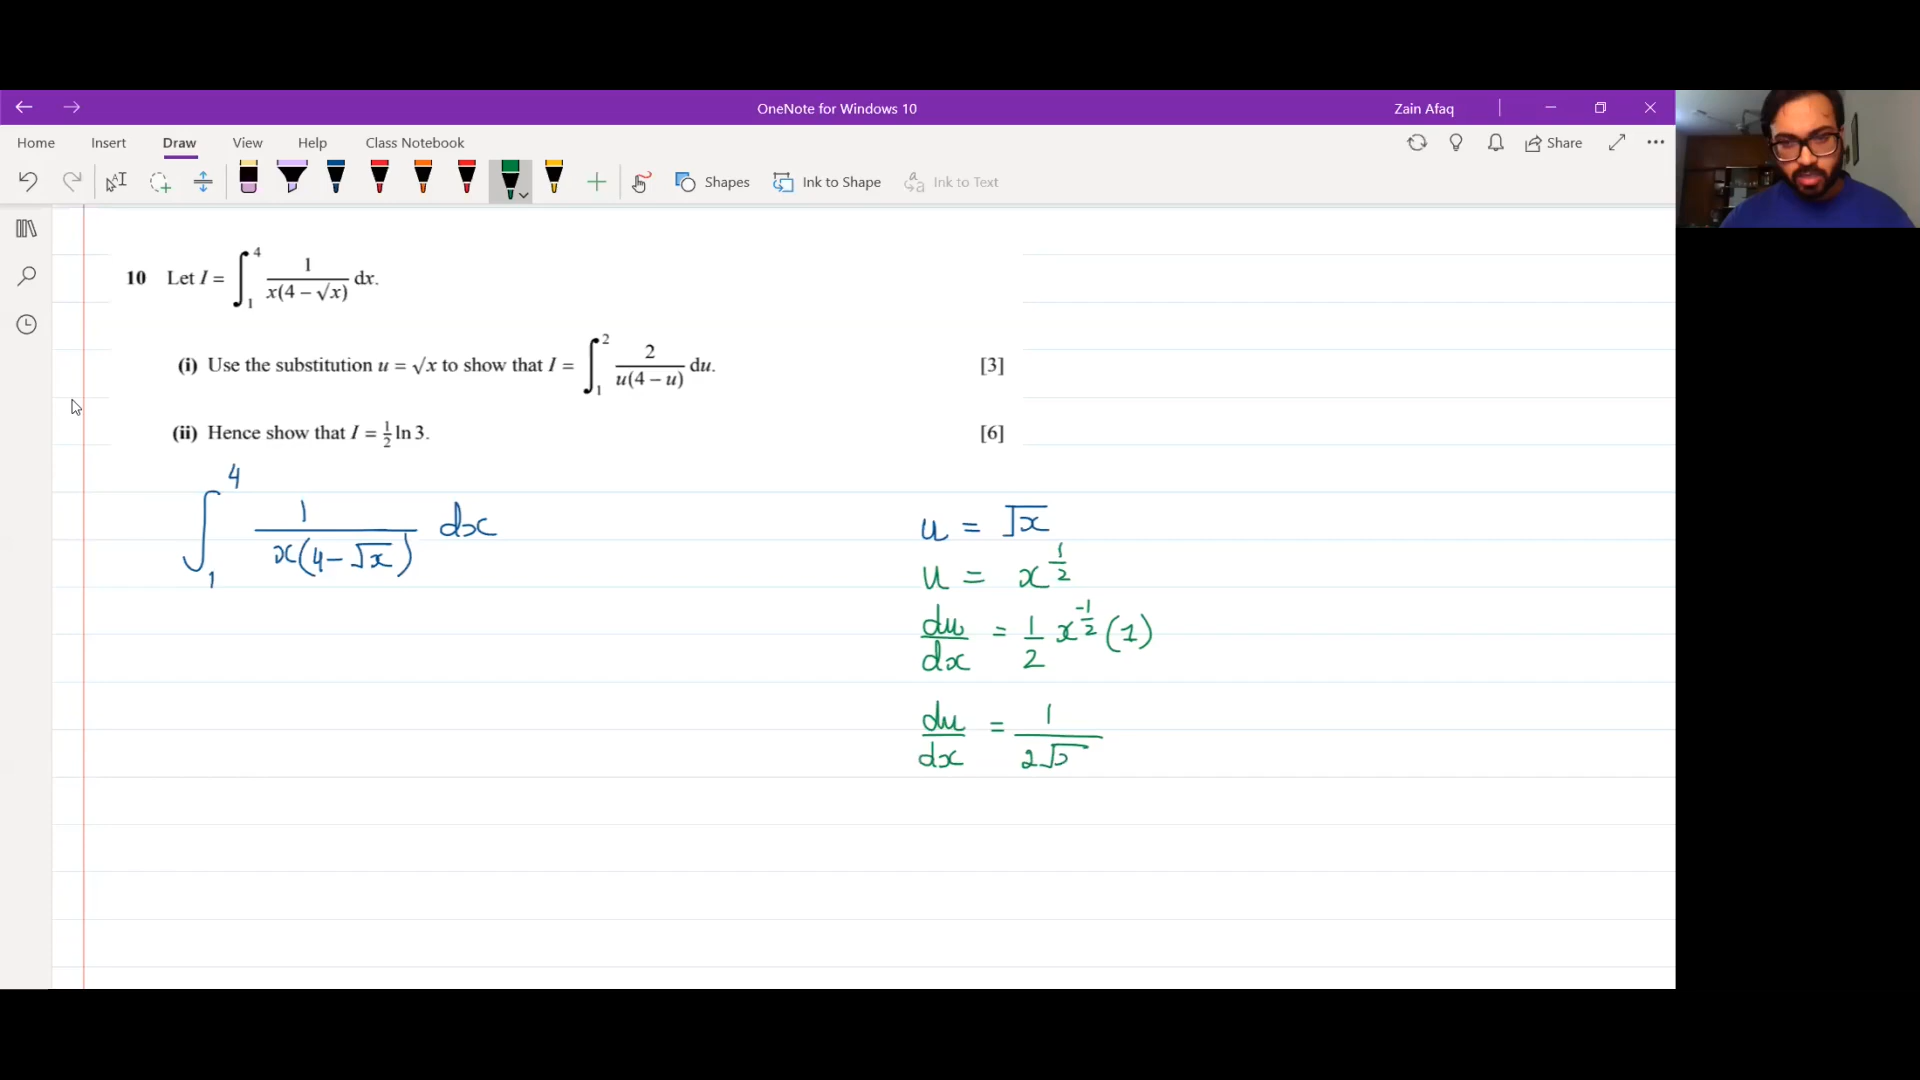 OneNote for Windows 10
Zain Afaq
Home Insert Draw View Help Class Notebook
Share
Shapes Ink to Shape Ink to Text
10 Let I = ∫₁⁴ 1/(x(4 − √x)) dx.
(i) Use the substitution u = √x to show that I = ∫₁² 2/(u(4 − u)) du. [3]
(ii) Hence show that I = ½ ln 3. [6]
∫₁⁴ 1/(x(4−√x)) dx
u = √x
u = x^(1/2)
du/dx = 1/2 x^(-1/2) (1)
du/dx = 1/(2√